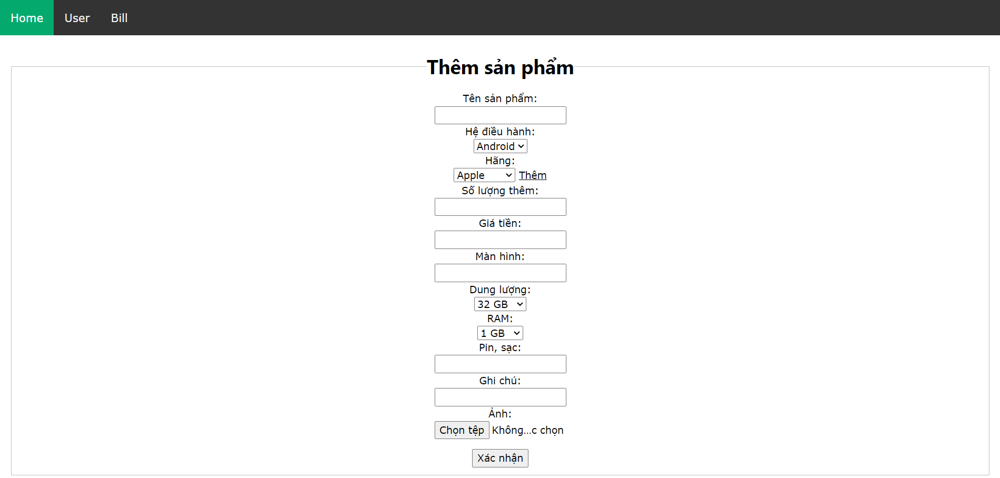 Home User Bill
Thêm sản phẩm
Tên sản phẩm:
Hệ điều hành:
Android
Hãng:
Apple Thêm
Số lượng thêm:
Giá tiền:
Màn hình:
Dung lượng:
32 GB
RAM:
1 GB
Pin, sạc:
Ghi chú:
Ảnh:
Chọn tệp Không...c chọn
Xác nhận